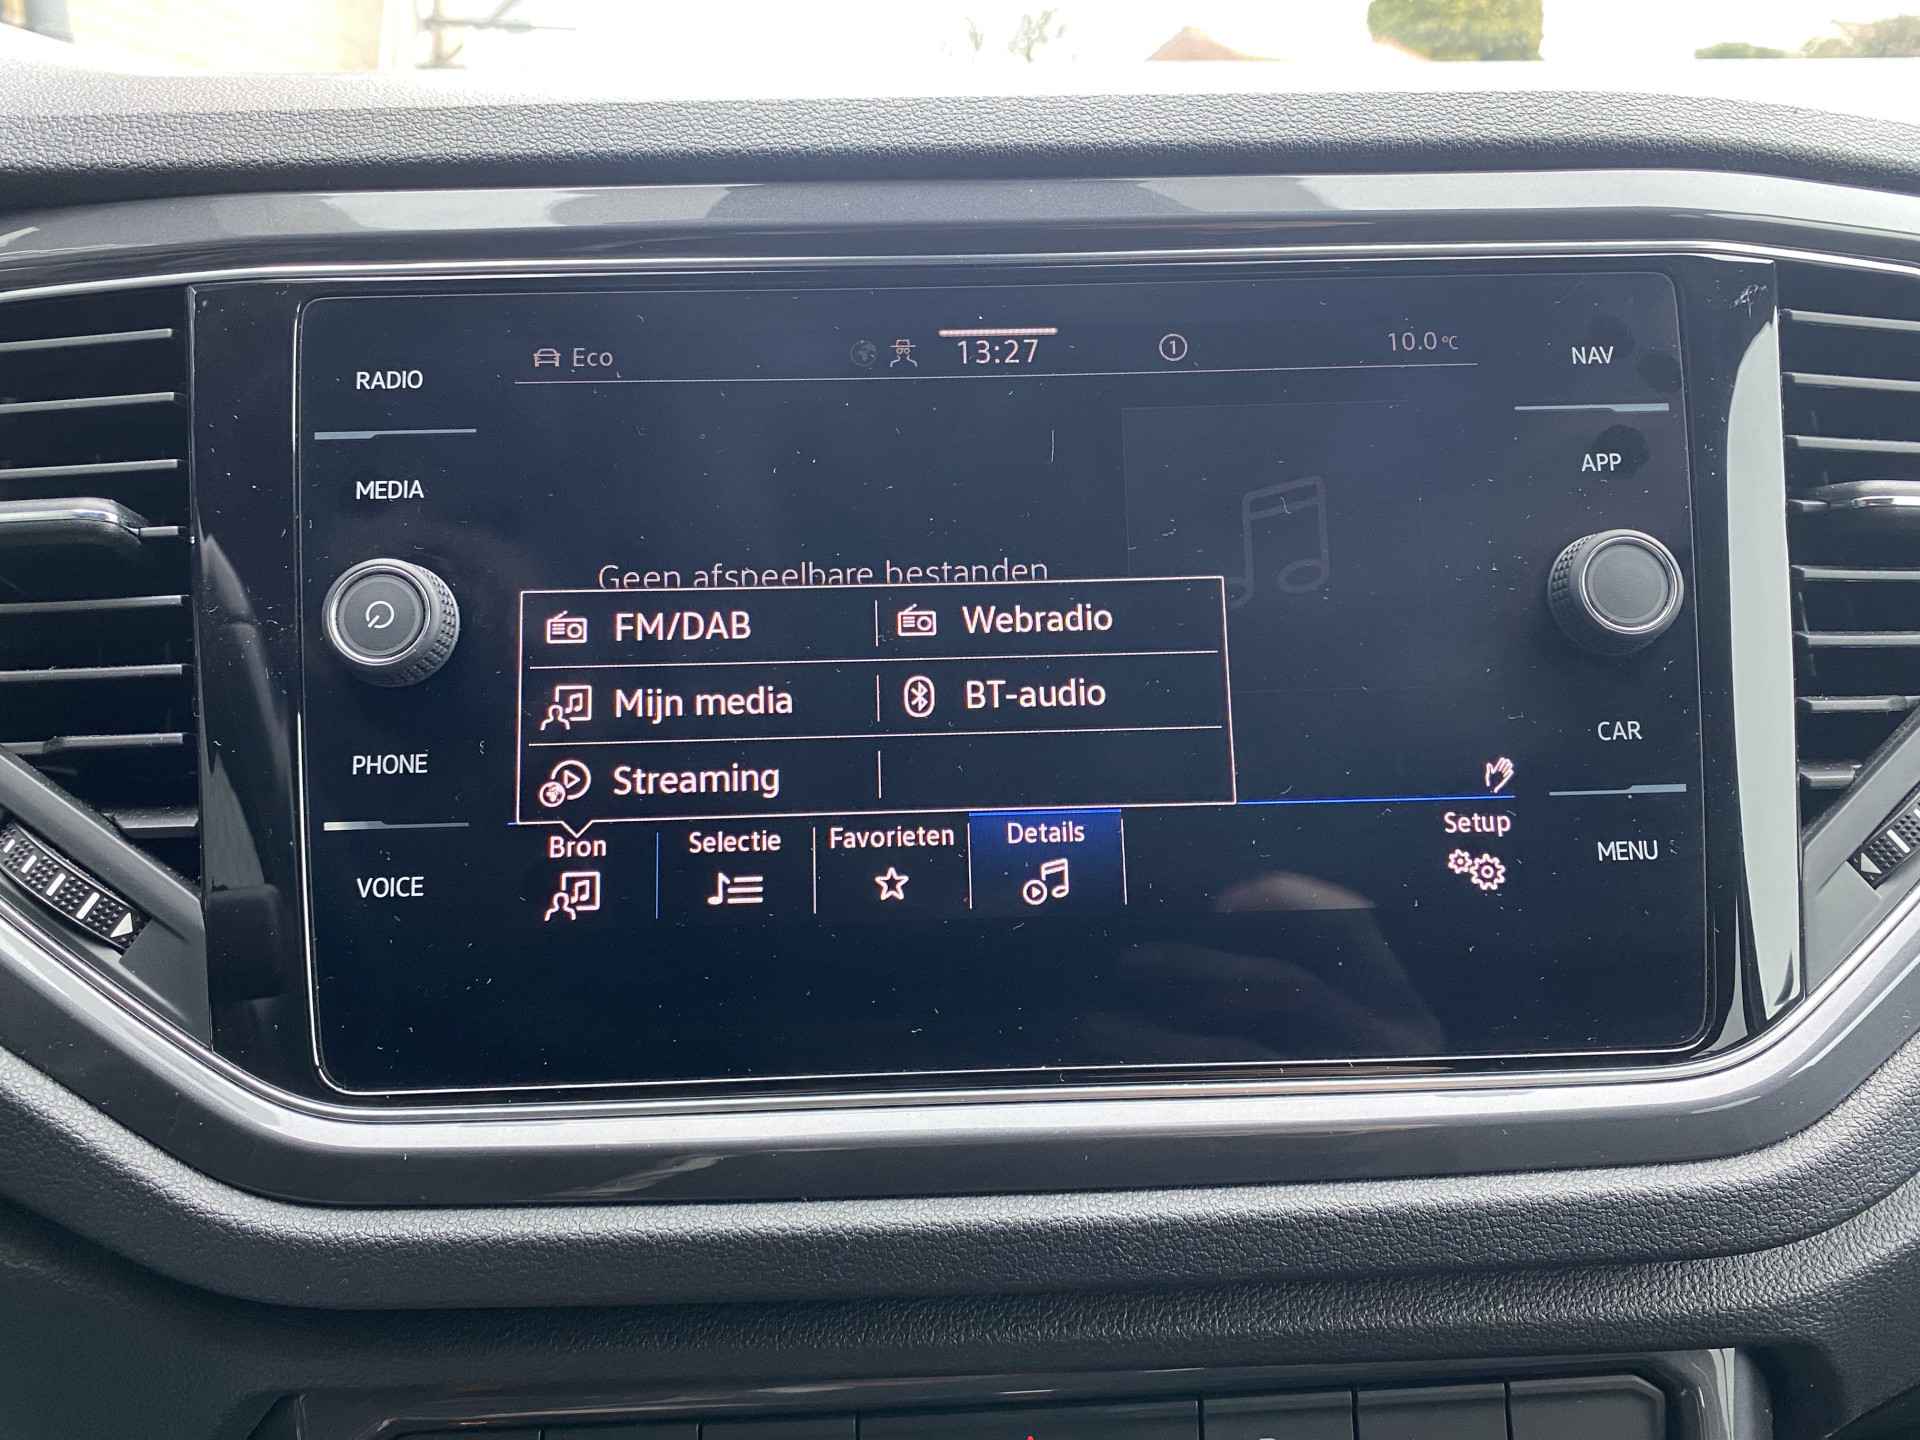 Eco
13:27
1
10.0°C
RADIO
MEDIA
PHONE
VOICE
NAV
APP
CAR
MENU
Geen afspeelbare bestanden
FM/DAB
Webradio
Mijn media
BT-audio
Streaming
Bron
Selectie
Favorieten
Details
Setup